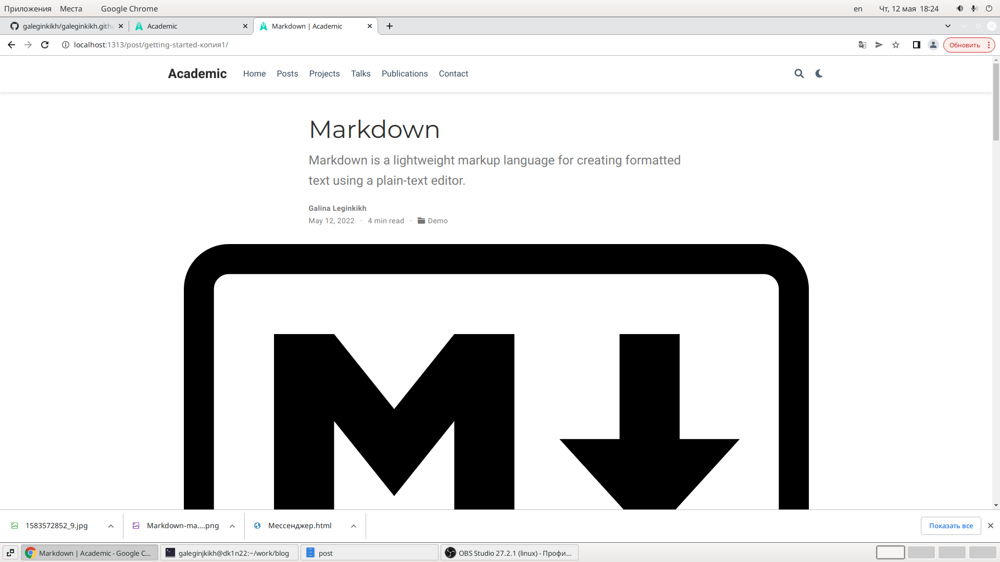 Приложения Места Google Chrome en Чт, 12 мая 18:24
galeginkikh/galeginkikh.gith Academic Markdown | Academic
localhost:1313/post/getting-started-копия1/ Обновить
Academic Home Posts Projects Talks Publications Contact
Markdown
Markdown is a lightweight markup language for creating formatted
text using a plain-text editor.
Galina Leginkikh
May 12, 2022 · 4 min read · Demo
1583572852_9.jpg Markdown-ma....png Мессенджер.html Показать все
Markdown | Academic - Google C... galeginjkikh@dk1n22:~/work/blog post OBS Studio 27.2.1 (linux) - Профи...